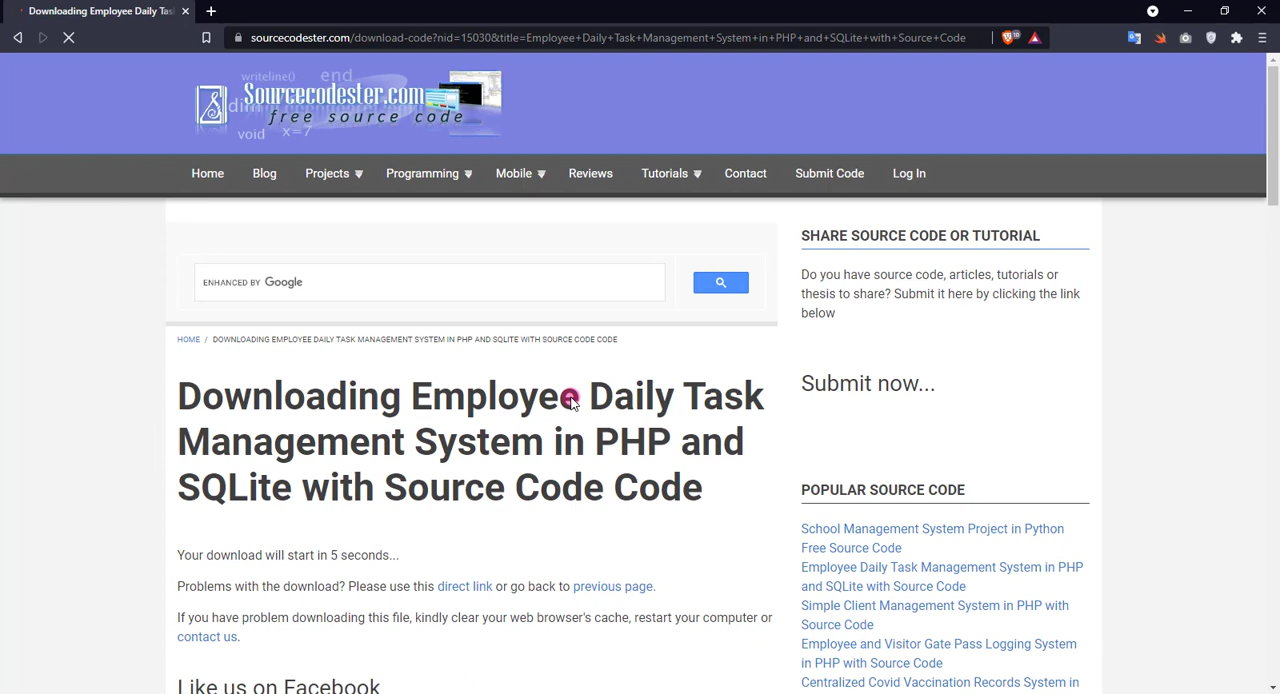 Downloading Employee Daily Tas
sourcecodester.com/download-code?nid=15030&title=Employee+Daily+Task+Management+System+in+PHP+and+SQLite+with+Source+Code
10
writeln() end
Sourcecodester.com
free source code
void x=7
Home Blog Projects Programming Mobile Reviews Tutorials Contact Submit Code Log In
ENHANCED BY Google
HOME / DOWNLOADING EMPLOYEE DAILY TASK MANAGEMENT SYSTEM IN PHP AND SQLITE WITH SOURCE CODE CODE
Downloading Employee Daily Task
Management System in PHP and
SQLite with Source Code Code
Your download will start in 5 seconds...
Problems with the download? Please use this direct link or go back to previous page.
If you have problem downloading this file, kindly clear your web browser's cache, restart your computer or
contact us.
Like us on Facebook
SHARE SOURCE CODE OR TUTORIAL
Do you have source code, articles, tutorials or
thesis to share? Submit it here by clicking the link
below
Submit now...
POPULAR SOURCE CODE
School Management System Project in Python
Free Source Code
Employee Daily Task Management System in PHP
and SQLite with Source Code
Simple Client Management System in PHP with
Source Code
Employee and Visitor Gate Pass Logging System
in PHP with Source Code
Centralized Covid Vaccination Records System in